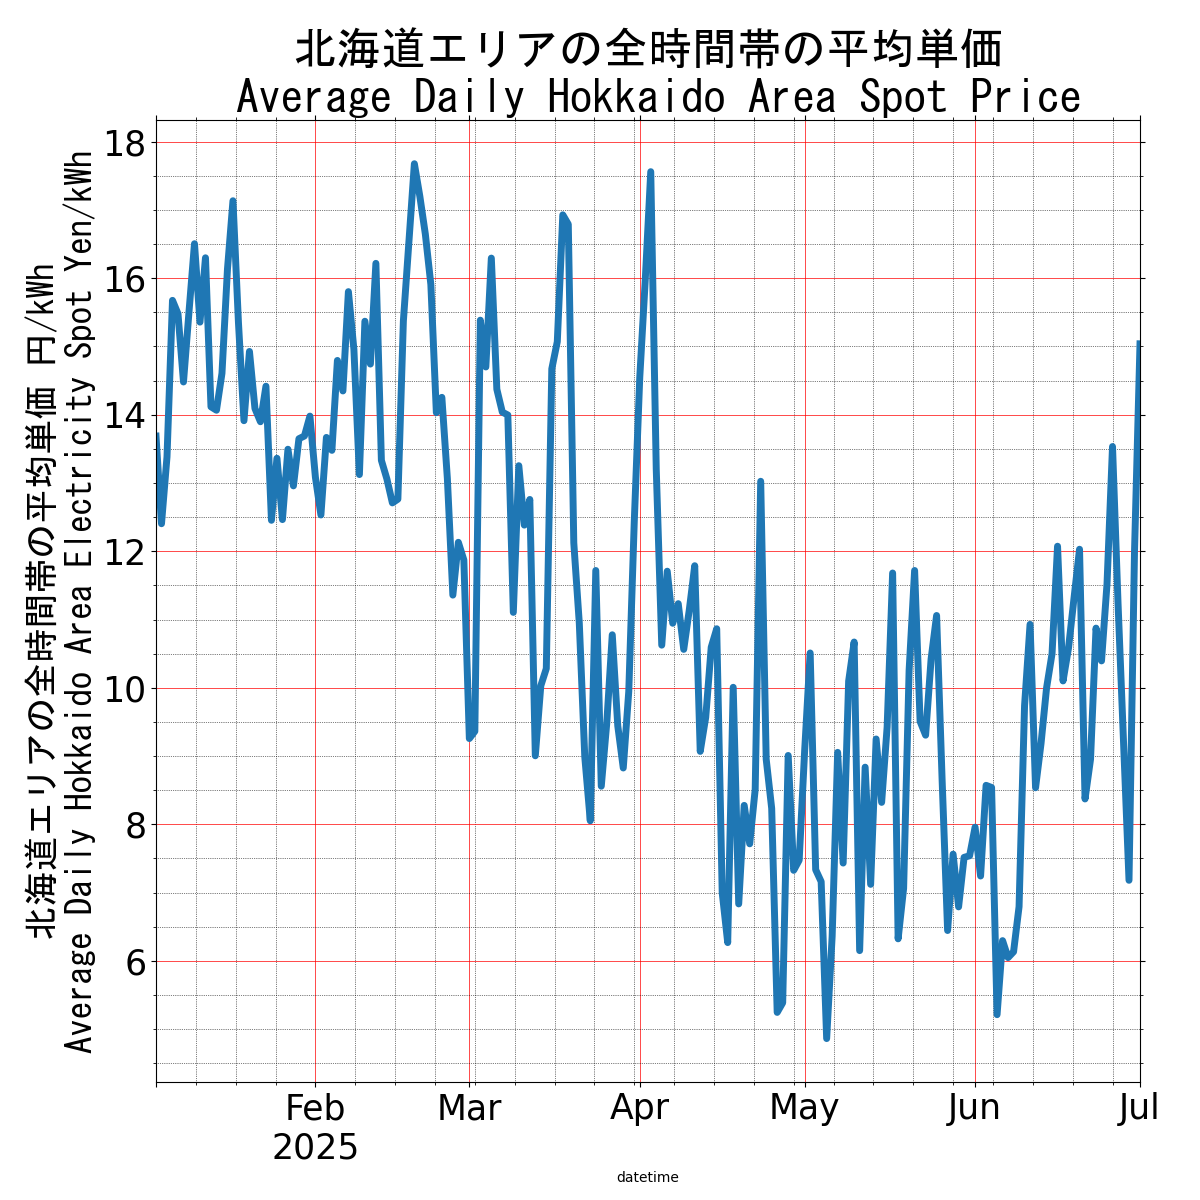 北海道エリアの全時間帯の平均単価
Average Daily Hokkaido Area Spot Price
北海道エリアの全時間帯の平均単価 円/kWh
Average Daily Hokkaido Area Electricity Spot Yen/kWh
18
16
14
12
10
8
6
Feb
2025
Mar
Apr
May
Jun
Jul
datetime